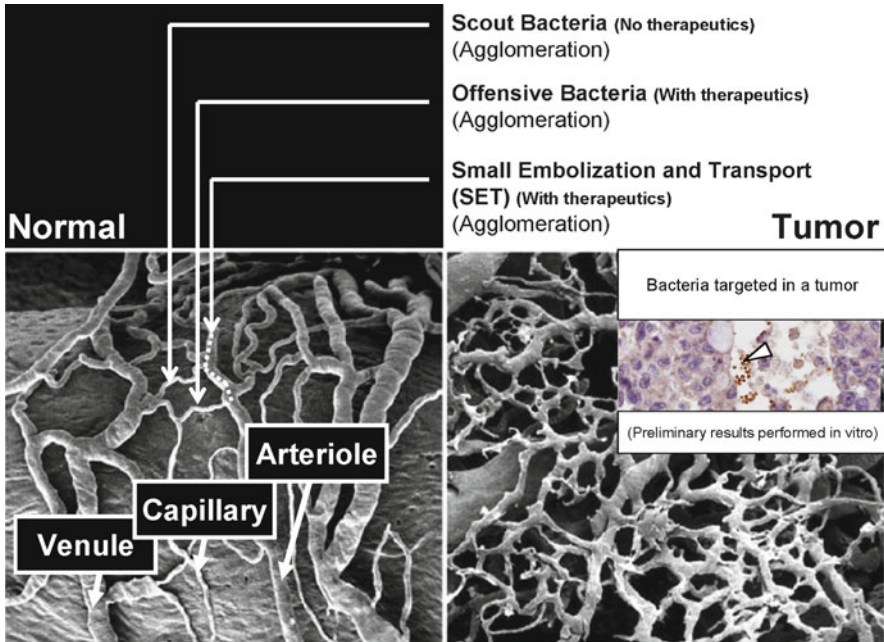 Scout Bacteria (No therapeutics)
(Agglomeration)
Offensive Bacteria (With therapeutics)
(Agglomeration)
Small Embolization and Transport
(SET) (With therapeutics)
(Agglomeration)
Normal
Tumor
Bacteria targeted in a tumor
(Preliminary results performed in vitro)
Arteriole
Capillary
Venule